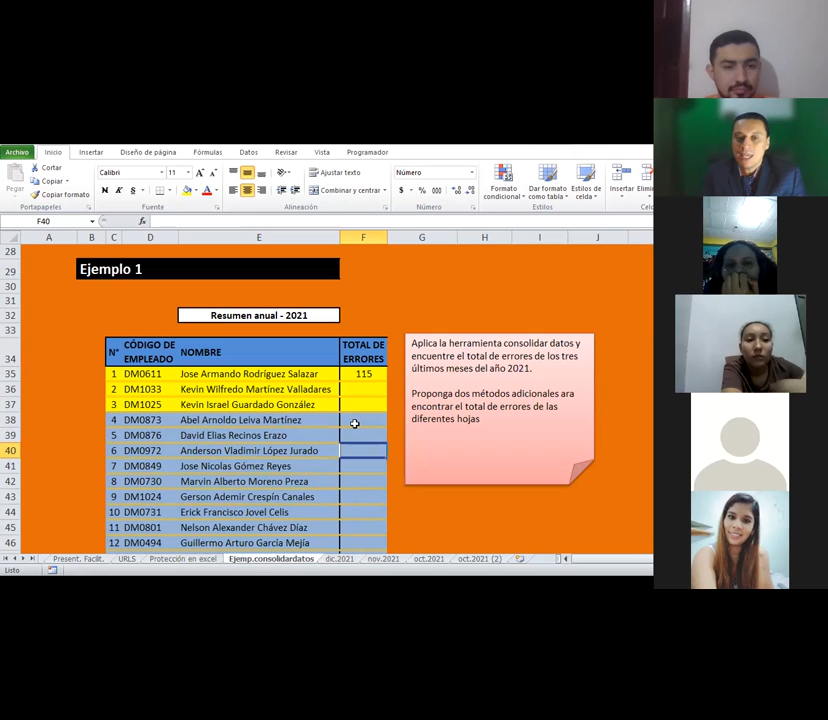 Archivo Inicio Insertar Diseño de página Fórmulas Datos Revisar Vista Programador
Cortar
Copiar
Copiar formato
Pegar
Portapapeles
Calibri 11
N K S
Fuente
Ajustar texto
Combinar y centrar
Alineación
Número
$ % 000
Número
Formato condicional
Dar formato como tabla
Estilos de celda
Estilos
Insertar
F40
fx
A B C D E F G H I J
28
29 Ejemplo 1
30
31
32 Resumen anual - 2021
33
34 N° CÓDIGO DE EMPLEADO NOMBRE TOTAL DE ERRORES
35 1 DM0611 Jose Armando Rodríguez Salazar 115
36 2 DM1033 Kevin Wilfredo Martínez Valladares
37 3 DM1025 Kevin Israel Guardado González
38 4 DM0873 Abel Arnoldo Leiva Martínez
39 5 DM0876 David Elias Recinos Erazo
40 6 DM0972 Anderson Vladimir López Jurado
41 7 DM0849 Jose Nicolas Gómez Reyes
42 8 DM0730 Marvin Alberto Moreno Preza
43 9 DM1024 Gerson Ademir Crespín Canales
44 10 DM0731 Erick Francisco Jovel Celis
45 11 DM0801 Nelson Alexander Chávez Díaz
46 12 DM0494 Guillermo Arturo García Mejía
Aplica la herramienta consolidar datos y
encuentre el total de errores de los tres
últimos meses del año 2021.
Proponga dos métodos adicionales ara
encontrar el total de errores de las
diferentes hojas
Present. Facilit. URLS Protección en excel Ejemp.consolidardatos dic.2021 nov.2021 oct.2021 oct.2021 (2)
Listo